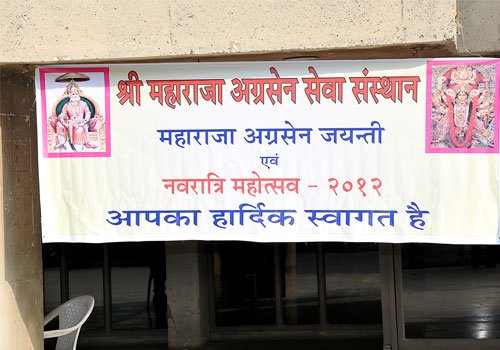 श्री महाराजा अग्रसेन सेवा संस्थान
महाराजा अग्रसेन जयन्ती
एवं
नवरात्रि महोत्सव - २०१२
आपका हार्दिक स्वागत है